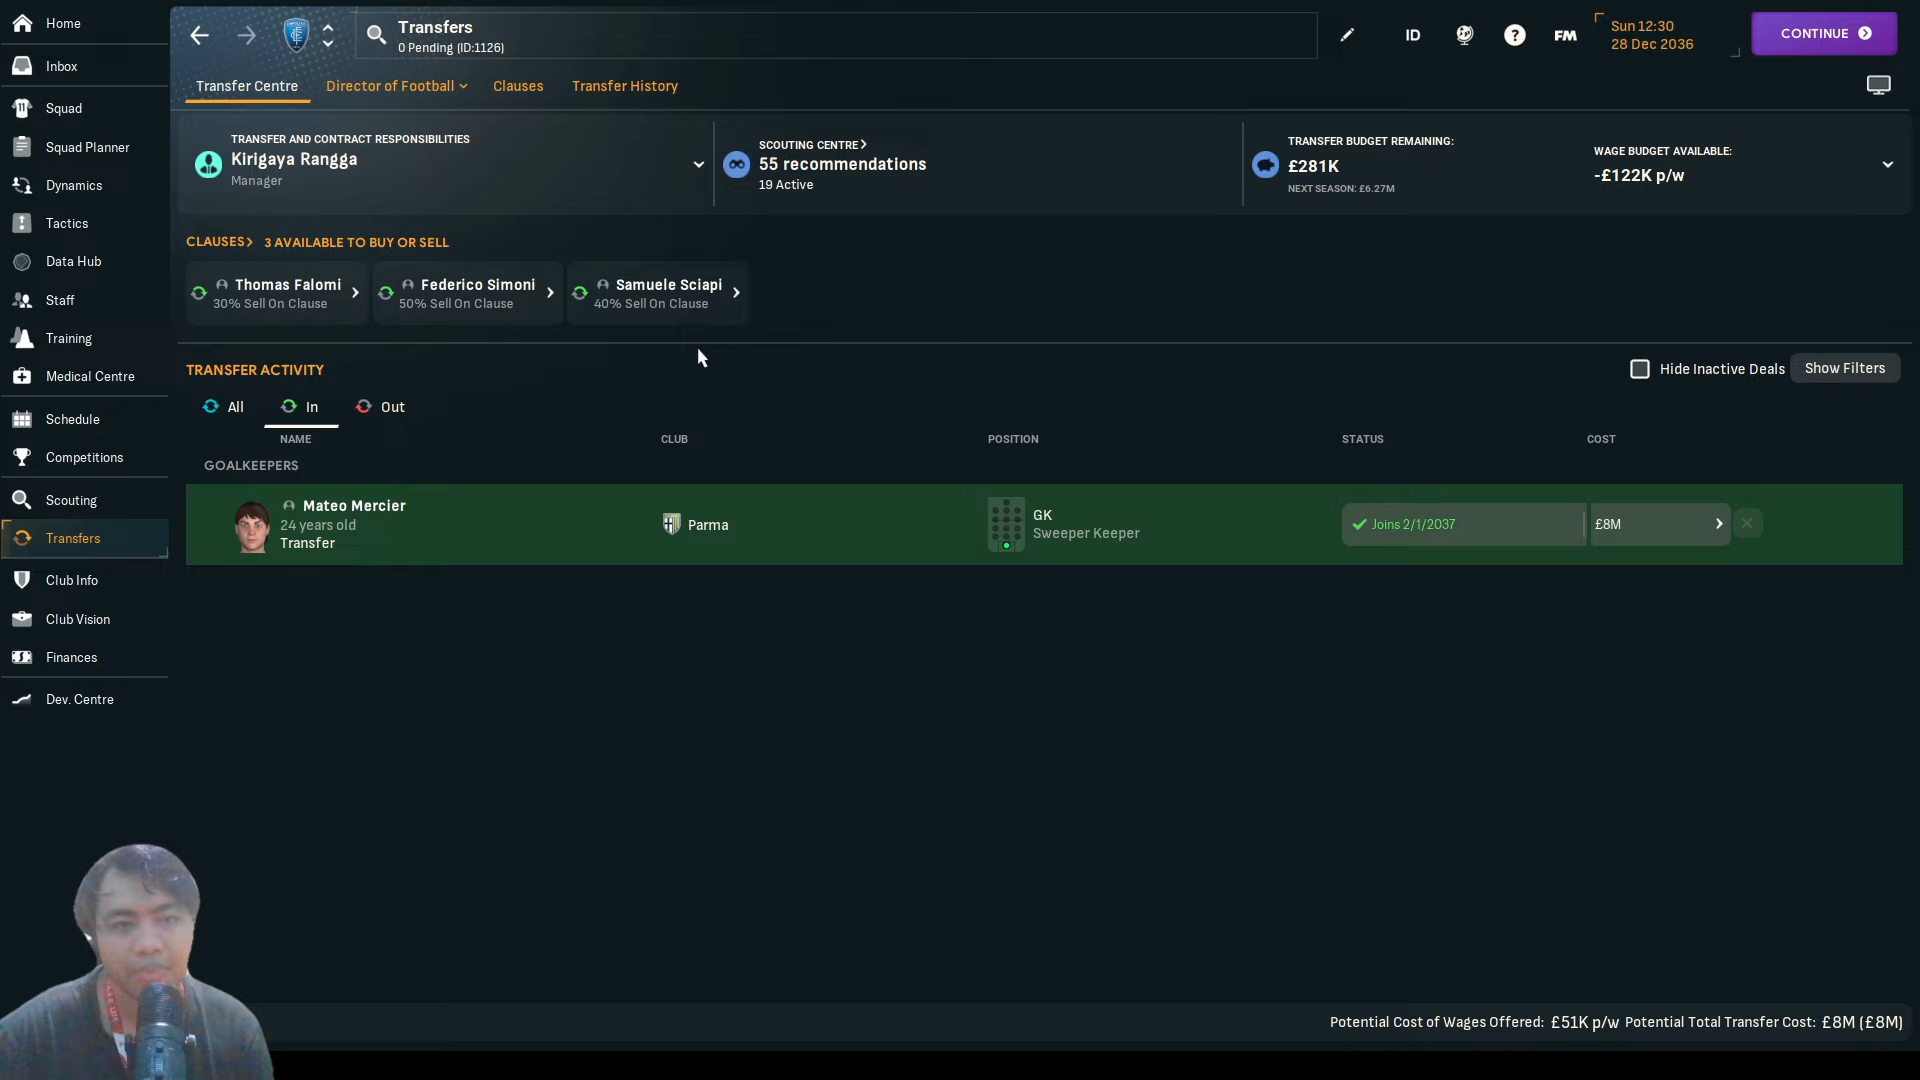 Home
Inbox
Squad
Squad Planner
Dynamics
Tactics
Data Hub
Staff
Training
Medical Centre
Schedule
Competitions
Scouting
Transfers
Club Info
Club Vision
Finances
Dev. Centre
Transfers
0 Pending (ID:1126)
ID
FM
Sun 12:30
28 Dec 2036
CONTINUE
Transfer Centre
Director of Football
Clauses
Transfer History
TRANSFER AND CONTRACT RESPONSIBILITIES
Kirigaya Rangga
Manager
SCOUTING CENTRE
55 recommendations
19 Active
TRANSFER BUDGET REMAINING:
£281K
NEXT SEASON: £6.27M
WAGE BUDGET AVAILABLE:
-£122K p/w
CLAUSES 3 AVAILABLE TO BUY OR SELL
Thomas Falomi
30% Sell On Clause
Federico Simoni
50% Sell On Clause
Samuele Sciapi
40% Sell On Clause
TRANSFER ACTIVITY
Hide Inactive Deals
Show Filters
All
In
Out
NAME CLUB POSITION STATUS COST
GOALKEEPERS
Mateo Mercier
24 years old
Transfer
Parma
GK
Sweeper Keeper
Joins 2/1/2037
£8M
Potential Cost of Wages Offered: £51K p/w Potential Total Transfer Cost: £8M (£8M)